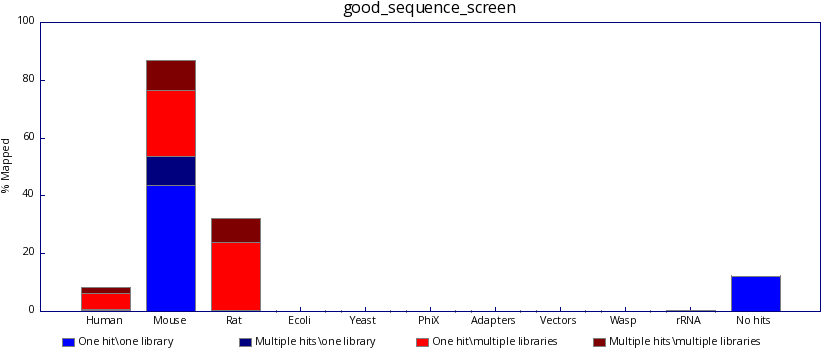 good_sequence_screen
% Mapped
100
80
60
40
20
0
Human Mouse Rat Ecoli Yeast PhiX Adapters Vectors Wasp rRNA No hits
One hit\one library Multiple hits\one library One hit\multiple libraries Multiple hits\multiple libraries